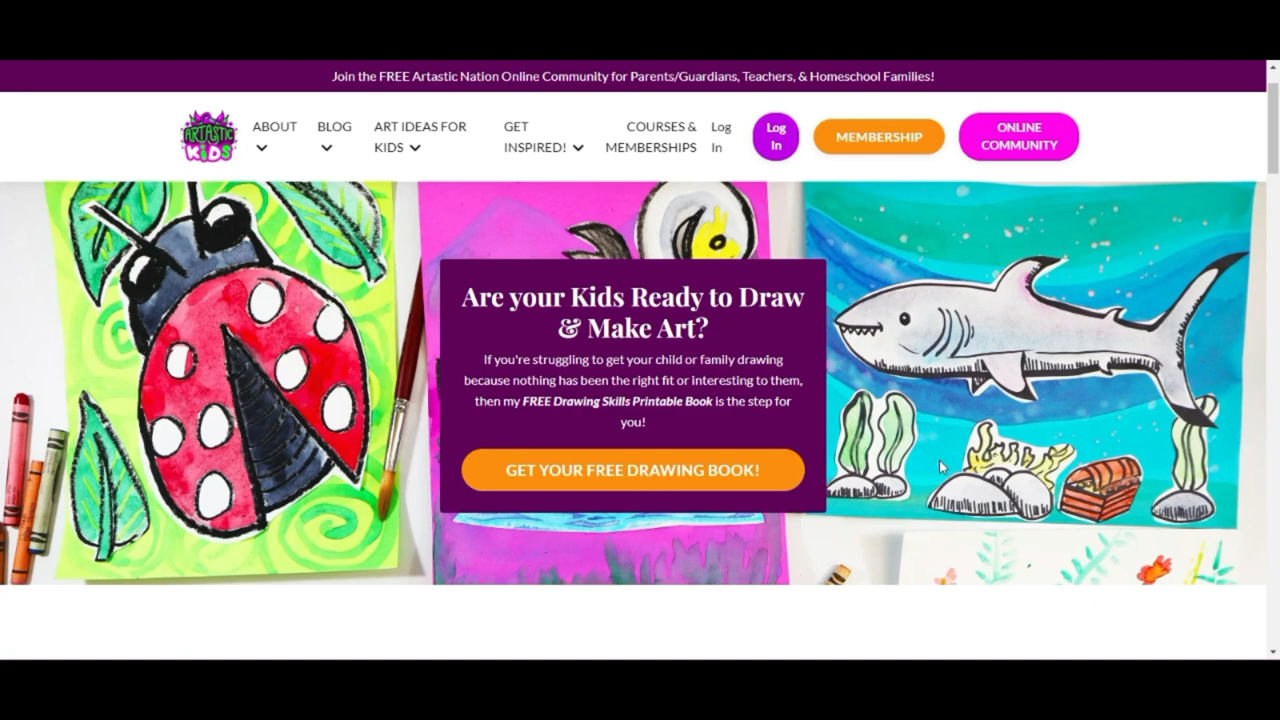 Join the FREE Artastic Nation Online Community for Parents/Guardians, Teachers, & Homeschool Families!
ARTASTIC
KiDS
ABOUT
BLOG
ART IDEAS FOR
KIDS
GET
INSPIRED!
COURSES &
MEMBERSHIPS
Log
In
Log
In
MEMBERSHIP
ONLINE
COMMUNITY
Are your Kids Ready to Draw
& Make Art?
If you're struggling to get your child or family drawing
because nothing has been the right fit or interesting to them,
then my FREE Drawing Skills Printable Book is the step for
you!
GET YOUR FREE DRAWING BOOK!